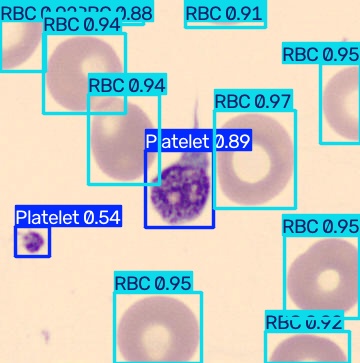 RBC 0.88
RBC 0.91
RBC 0.94
RBC 0.95
RBC 0.94
RBC 0.97
Platelet 0.89
Platelet 0.54
RBC 0.95
RBC 0.95
RBC 0.92